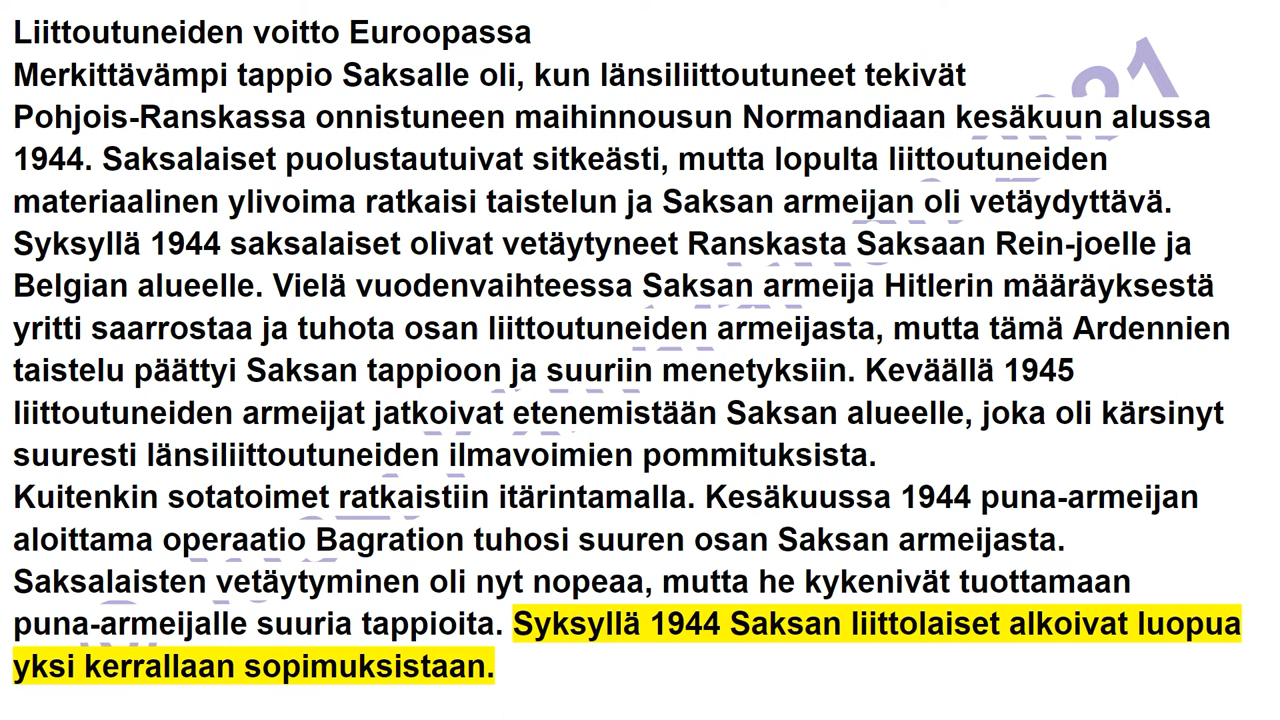 Liittoutuneiden voitto Euroopassa
Merkittävämpi tappio Saksalle oli, kun länsiliittoutuneet tekivät
Pohjois-Ranskassa onnistuneen maihinnousun Normandiaan kesäkuun alussa
1944. Saksalaiset puolustautuivat sitkeästi, mutta lopulta liittoutuneiden
materiaalinen ylivoima ratkaisi taistelun ja Saksan armeijan oli vetäydyttävä.
Syksyllä 1944 saksalaiset olivat vetäytyneet Ranskasta Saksaan Rein-joelle ja
Belgian alueelle. Vielä vuodenvaihteessa Saksan armeija Hitlerin määräyksestä
yritti saarrostaa ja tuhota osan liittoutuneiden armeijasta, mutta tämä Ardennien
taistelu päättyi Saksan tappioon ja suuriin menetyksiin. Keväällä 1945
liittoutuneiden armeijat jatkoivat etenemistään Saksan alueelle, joka oli kärsinyt
suuresti länsiliittoutuneiden ilmavoimien pommituksista.
Kuitenkin sotatoimet ratkaistiin itärintamalla. Kesäkuussa 1944 puna-armeijan
aloittama operaatio Bagration tuhosi suuren osan Saksan armeijasta.
Saksalaisten vetäytyminen oli nyt nopeaa, mutta he kykenivät tuottamaan
puna-armeijalle suuria tappioita. Syksyllä 1944 Saksan liittolaiset alkoivat luopua
yksi kerrallaan sopimuksistaan.